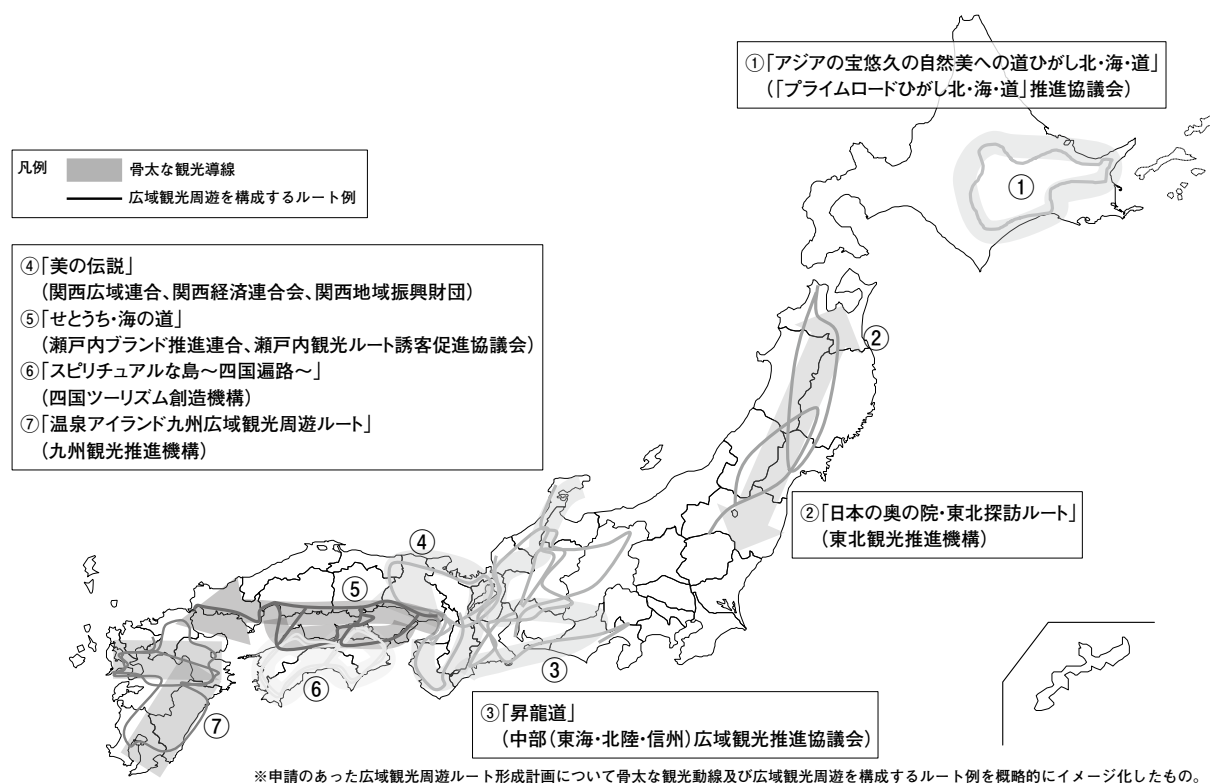 ①「アジアの宝悠久の自然美への道ひがし北・海・道」
(「プライムロードひがし北・海・道」推進協議会)
凡例
骨太な観光導線
広域観光周遊を構成するルート例
①
④「美の伝説」
(関西広域連合、関西経済連合会、関西地域振興財団)
⑤「せとうち・海の道」
(瀬戸内ブランド推進連合、瀬戸内観光ルート誘客促進協議会)
⑥「スピリチュアルな島～四国遍路～」
(四国ツーリズム創造機構)
⑦「温泉アイランド九州広域観光周遊ルート」
(九州観光推進機構)
②
②「日本の奥の院・東北探訪ルート」
(東北観光推進機構)
④
⑤
③
⑥
⑦
③「昇龍道」
(中部(東海・北陸・信州)広域観光推進協議会)
※申請のあった広域観光周遊ルート形成計画について骨太な観光動線及び広域観光周遊を構成するルート例を概略的にイメージ化したもの。